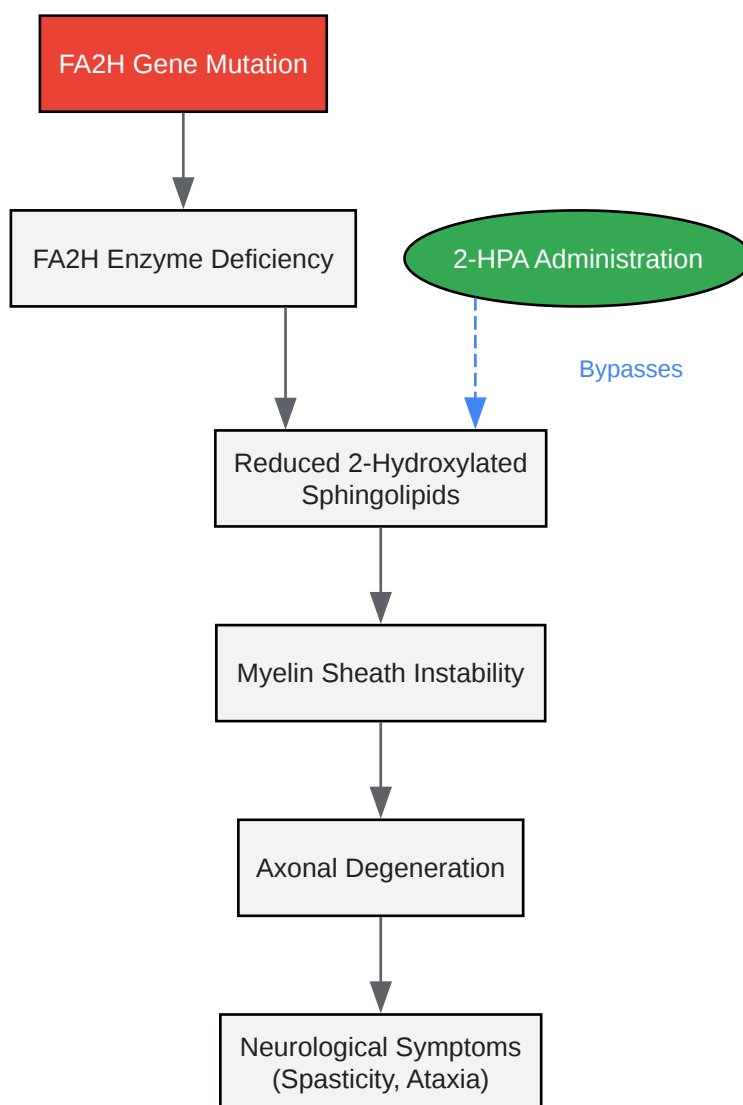 FA2H Gene Mutation
FA2H Enzyme Deficiency
2-HPA Administration
Bypasses
Reduced 2-Hydroxylated
Sphingolipids
Myelin Sheath Instability
Axonal Degeneration
Neurological Symptoms
(Spasticity, Ataxia)